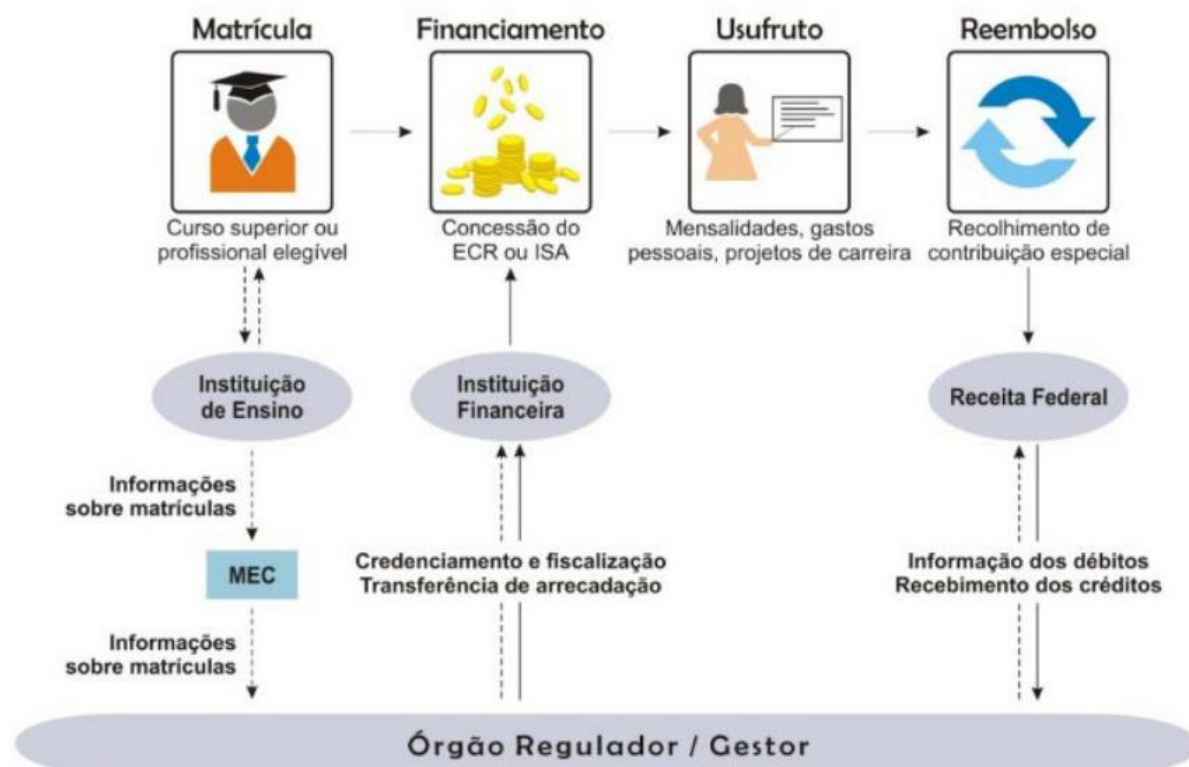 Matrícula
Financiamento
Usufruto
Reembolso
Curso superior ou
profissional elegível
Concessão do
ECR ou ISA
Mensalidades, gastos
pessoais, projetos de carreira
Recolhimento de
contribuição especial
Instituição
de Ensino
Instituição
Financeira
Receita Federal
Informações
sobre matrículas
MEC
Credenciamento e fiscalização
Transferência de arrecadação
Informação dos débitos
Recebimento dos créditos
Informações
sobre matrículas
Órgão Regulador / Gestor